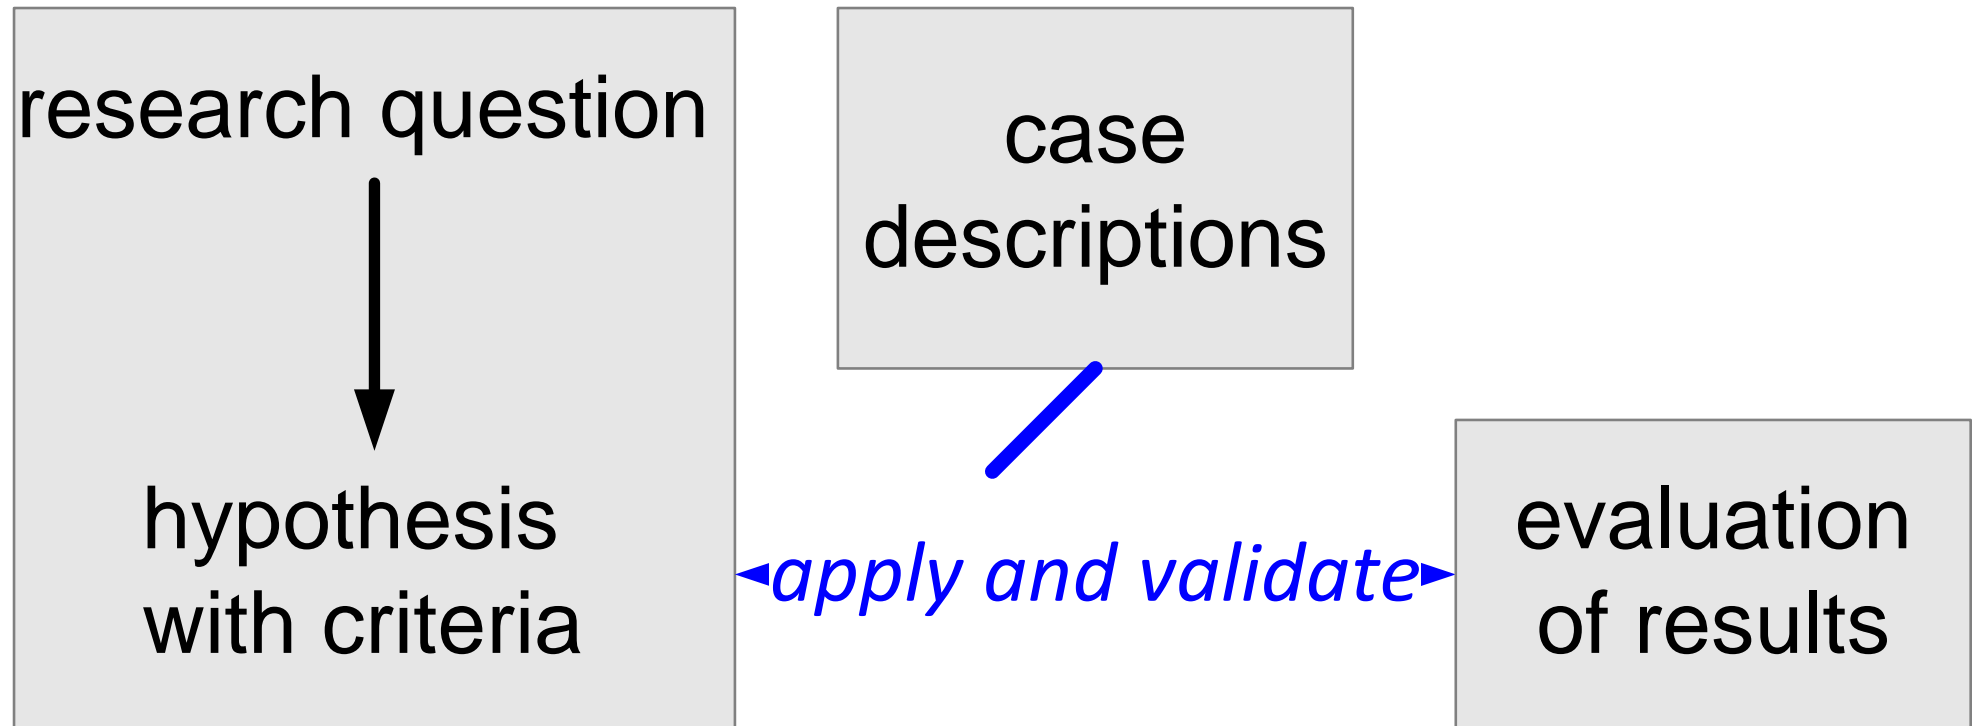 research question
hypothesis
with criteria
case
descriptions
apply and validate
evaluation
of results